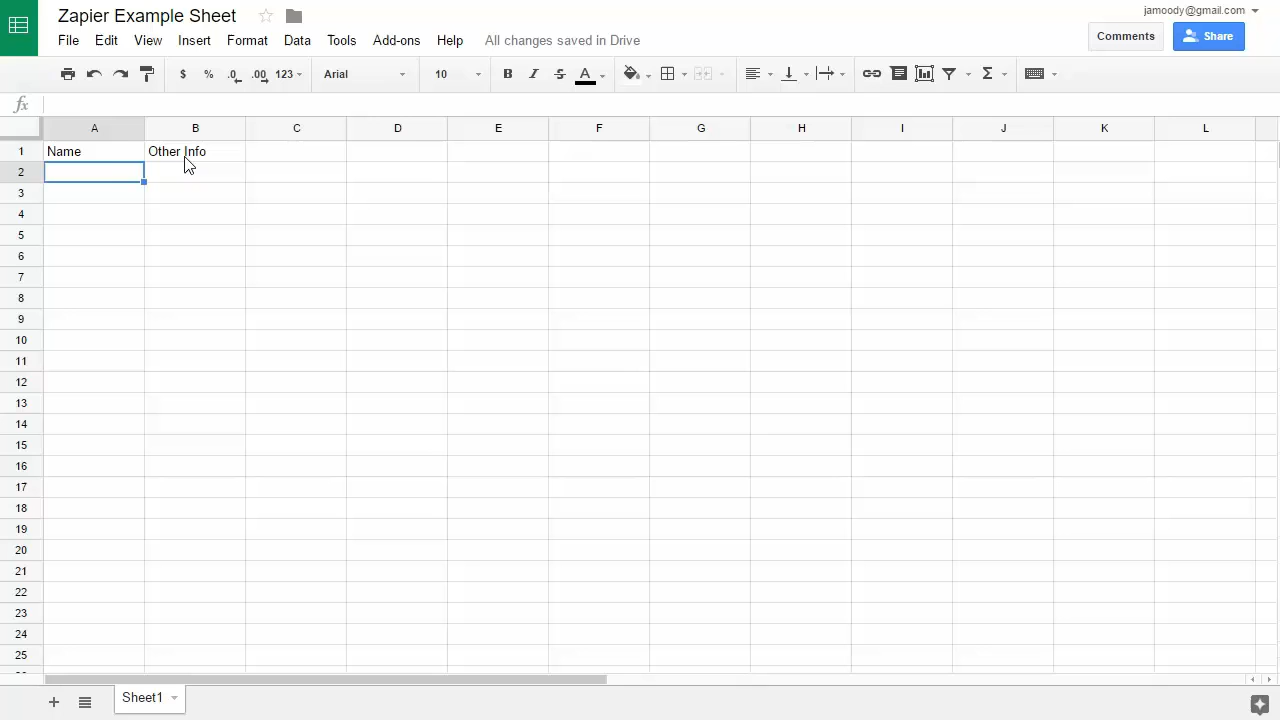 jamoody@gmail.com
Zapier Example Sheet
File Edit View Insert Format Data Tools Add-ons Help All changes saved in Drive
Comments Share
$ % .0 .00 123 Arial 10 B I S A Σ
fx
A B C D E F G H I J K L
1 Name Other Info
2
3
4
5
6
7
8
9
10
11
12
13
14
15
16
17
18
19
20
21
22
23
24
25
+ Sheet1